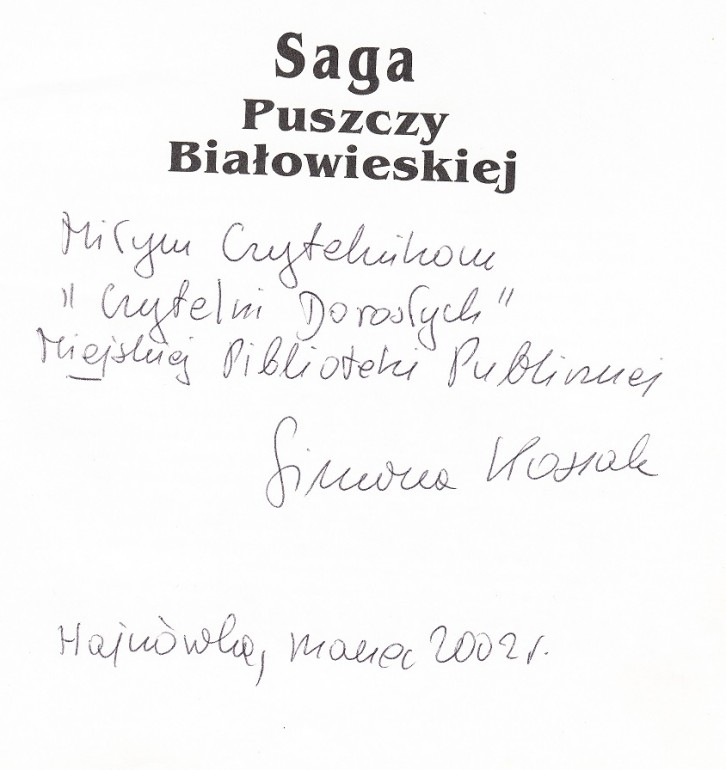 Saga
Puszczy
Białowieskiej
Miłym Czytelnikom
"Czytelni Dorosłych"
Miejskiej Biblioteki Publicznej
Simona Kossak
Hajnówka, marzec 2002 r.